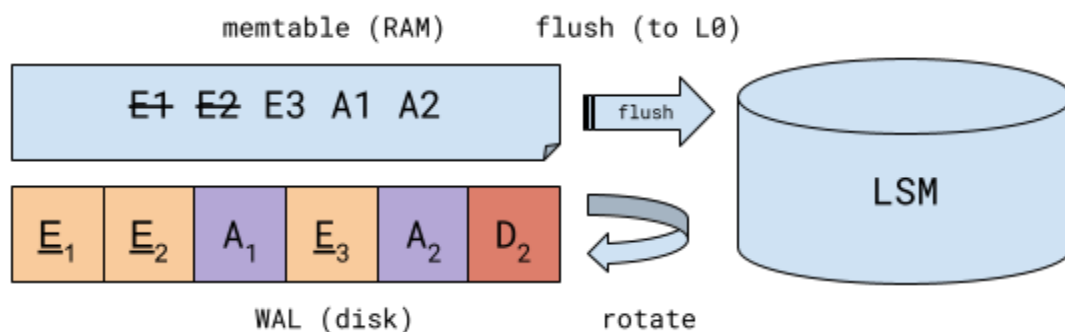 memtable (RAM) flush (to L0)
E1 E2 E3 A1 A2
flush
LSM
E1 E2 A1 E3 A2 D2
WAL (disk) rotate